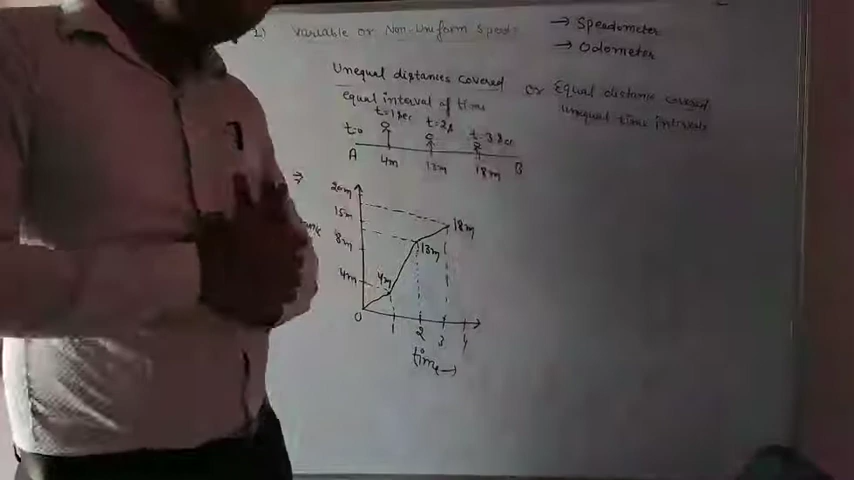 2) Variable or Non-Uniform Speed:
→ Speedometer
→ Odometer
Unequal distances covered or Equal distance covered
equal interval of time
unequal time intervals
t=0 t=1sec t=2s t=3sec
A 4m 13m 18m B
⇒
20m
15m
18m
8m
13m
4m 4m
0 1 2 3 4
time →